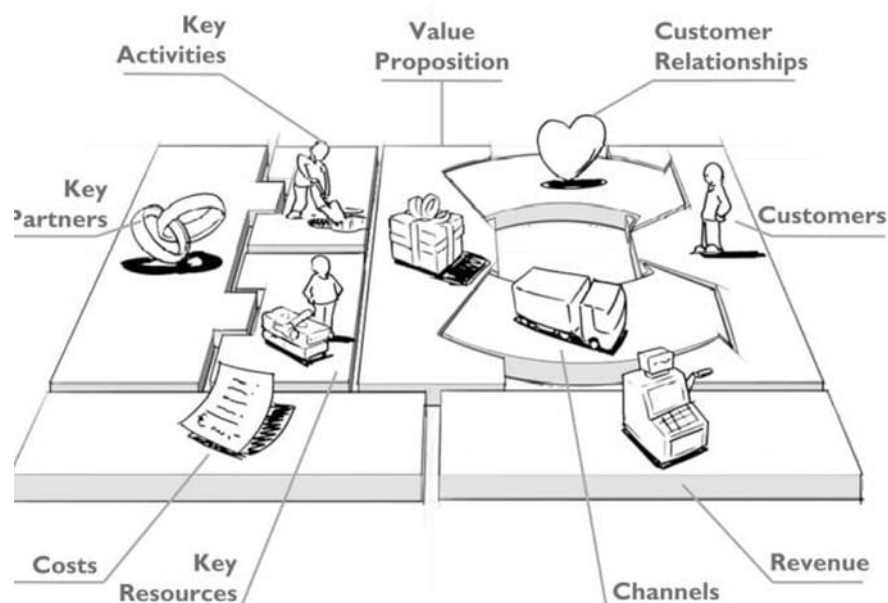 Key
Activities
Value
Proposition
Customer
Relationships
Key
Partners
Customers
Costs
Key
Resources
Channels
Revenue